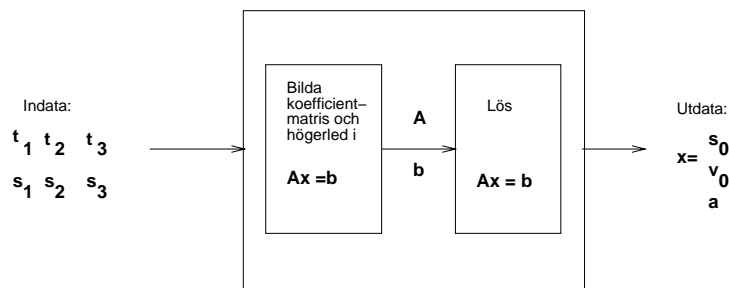 Indata:
t1 t2 t3
s1 s2 s3
Bilda
koefficient–
matris och
högerled i
Ax =b
A
b
Lös
Ax = b
Utdata:
x=
s0
v0
a